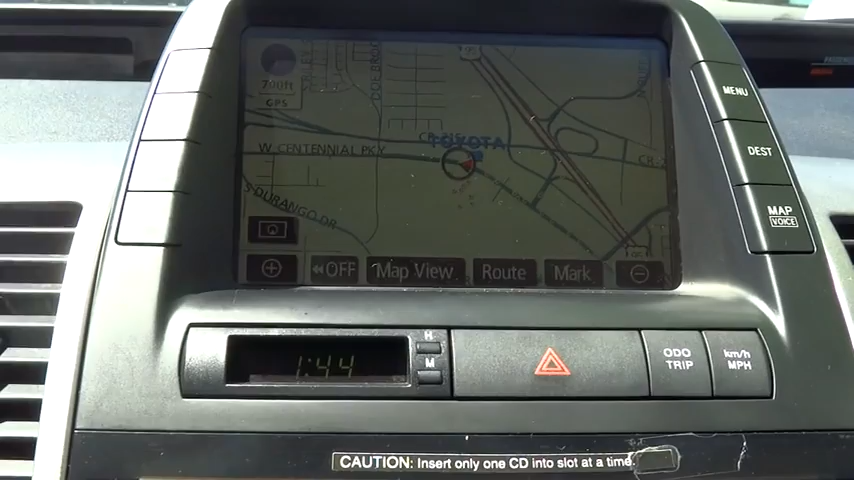 MENU
700ft
GPS
DEST
TOYOTA
W CENTENNIAL PKY
S DURANGO DR
MAP
VOICE
OFF
Map View
Route
Mark
H
M
1:44
ODO
TRIP
km/h
MPH
CAUTION: Insert only one CD into slot at a time.